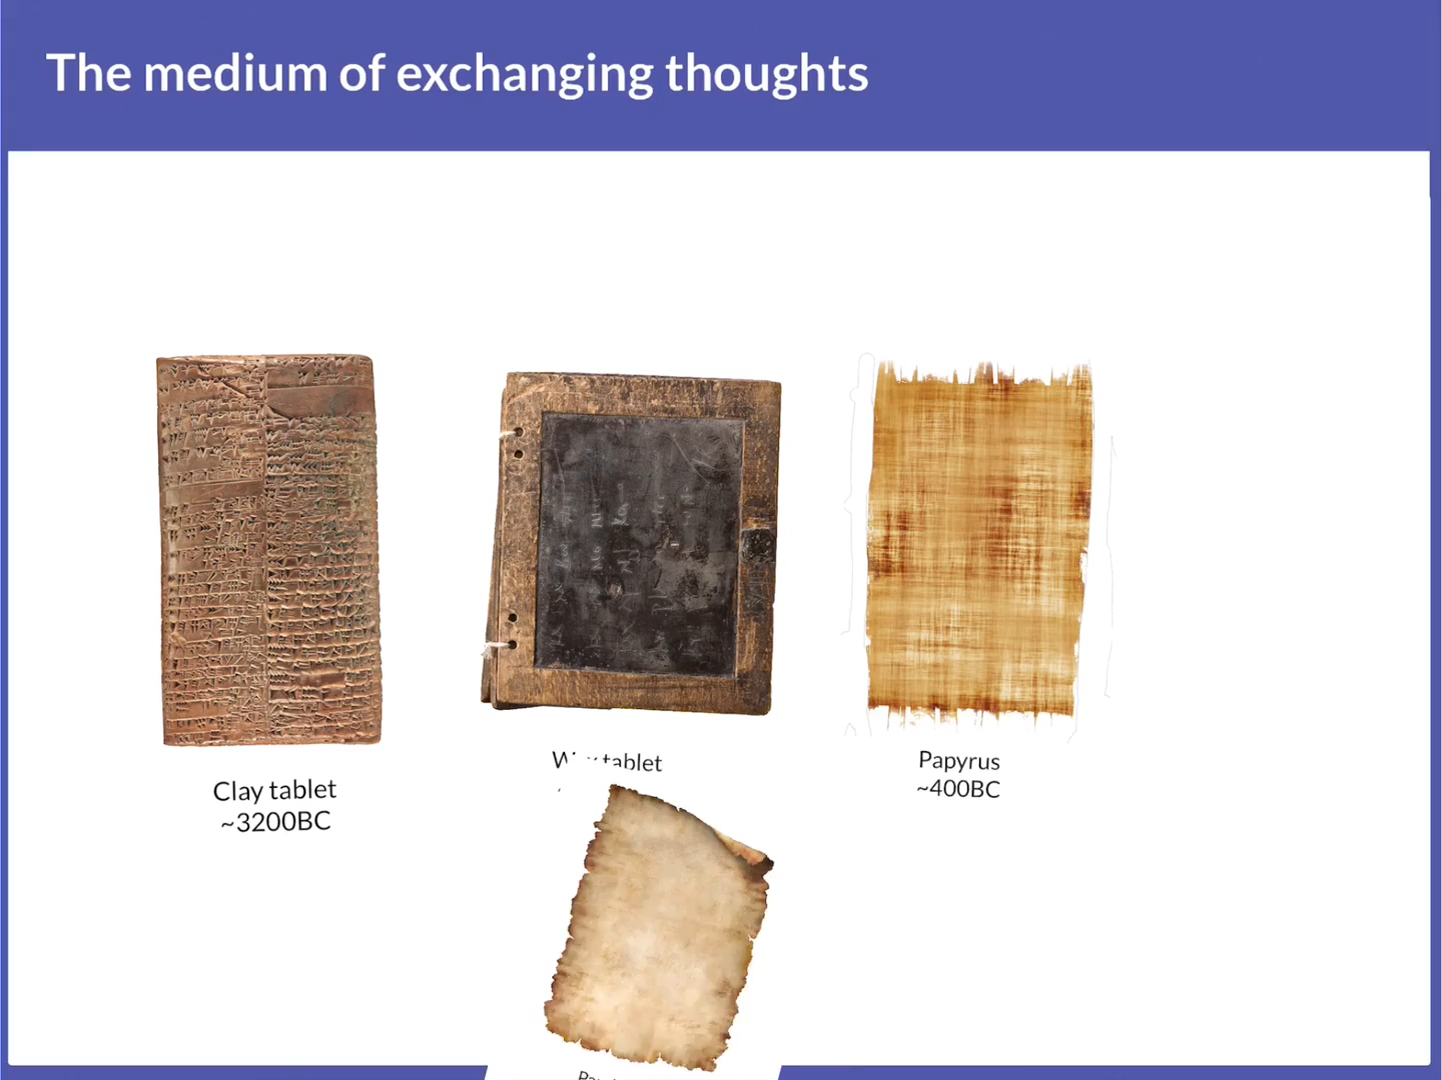 The medium of exchanging thoughts
Clay tablet
~3200BC
tablet
Papyrus
~400BC